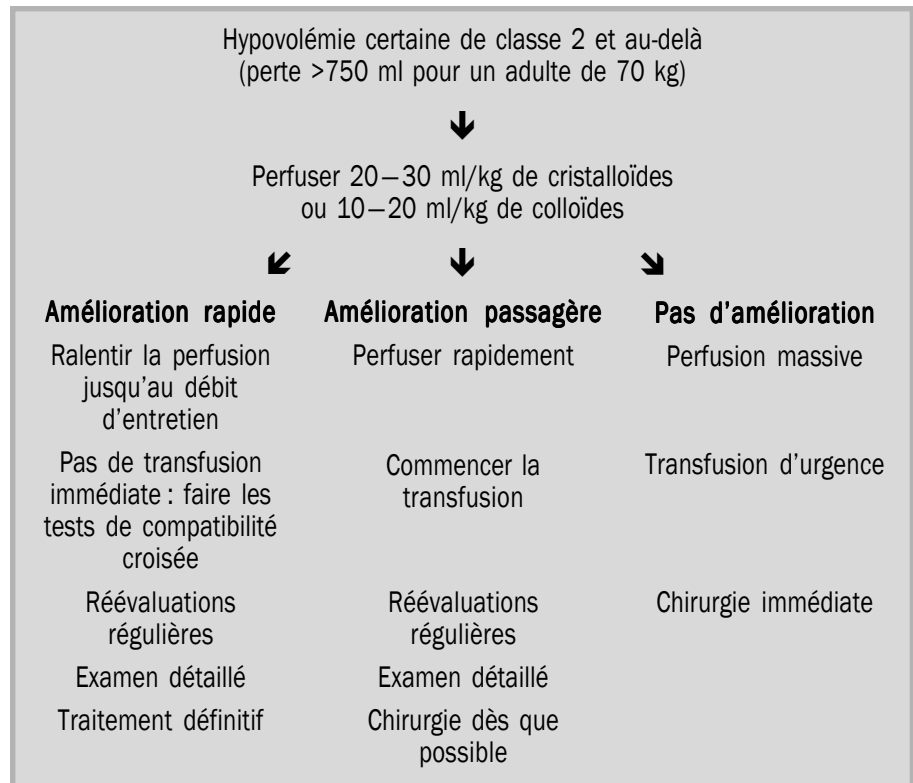 Hypovolémie certaine de classe 2 et au-delà
(perte >750 ml pour un adulte de 70 kg)
Perfuser 20–30 ml/kg de cristalloïdes
ou 10–20 ml/kg de colloïdes
Amélioration rapide
Ralentir la perfusion
jusqu'au débit
d'entretien
Pas de transfusion
immédiate : faire les
tests de compatibilité
croisée
Réévaluations
régulières
Examen détaillé
Traitement définitif
Amélioration passagère
Perfuser rapidement
Commencer la
transfusion
Réévaluations
régulières
Examen détaillé
Chirurgie dès que
possible
Pas d'amélioration
Perfusion massive
Transfusion d'urgence
Chirurgie immédiate